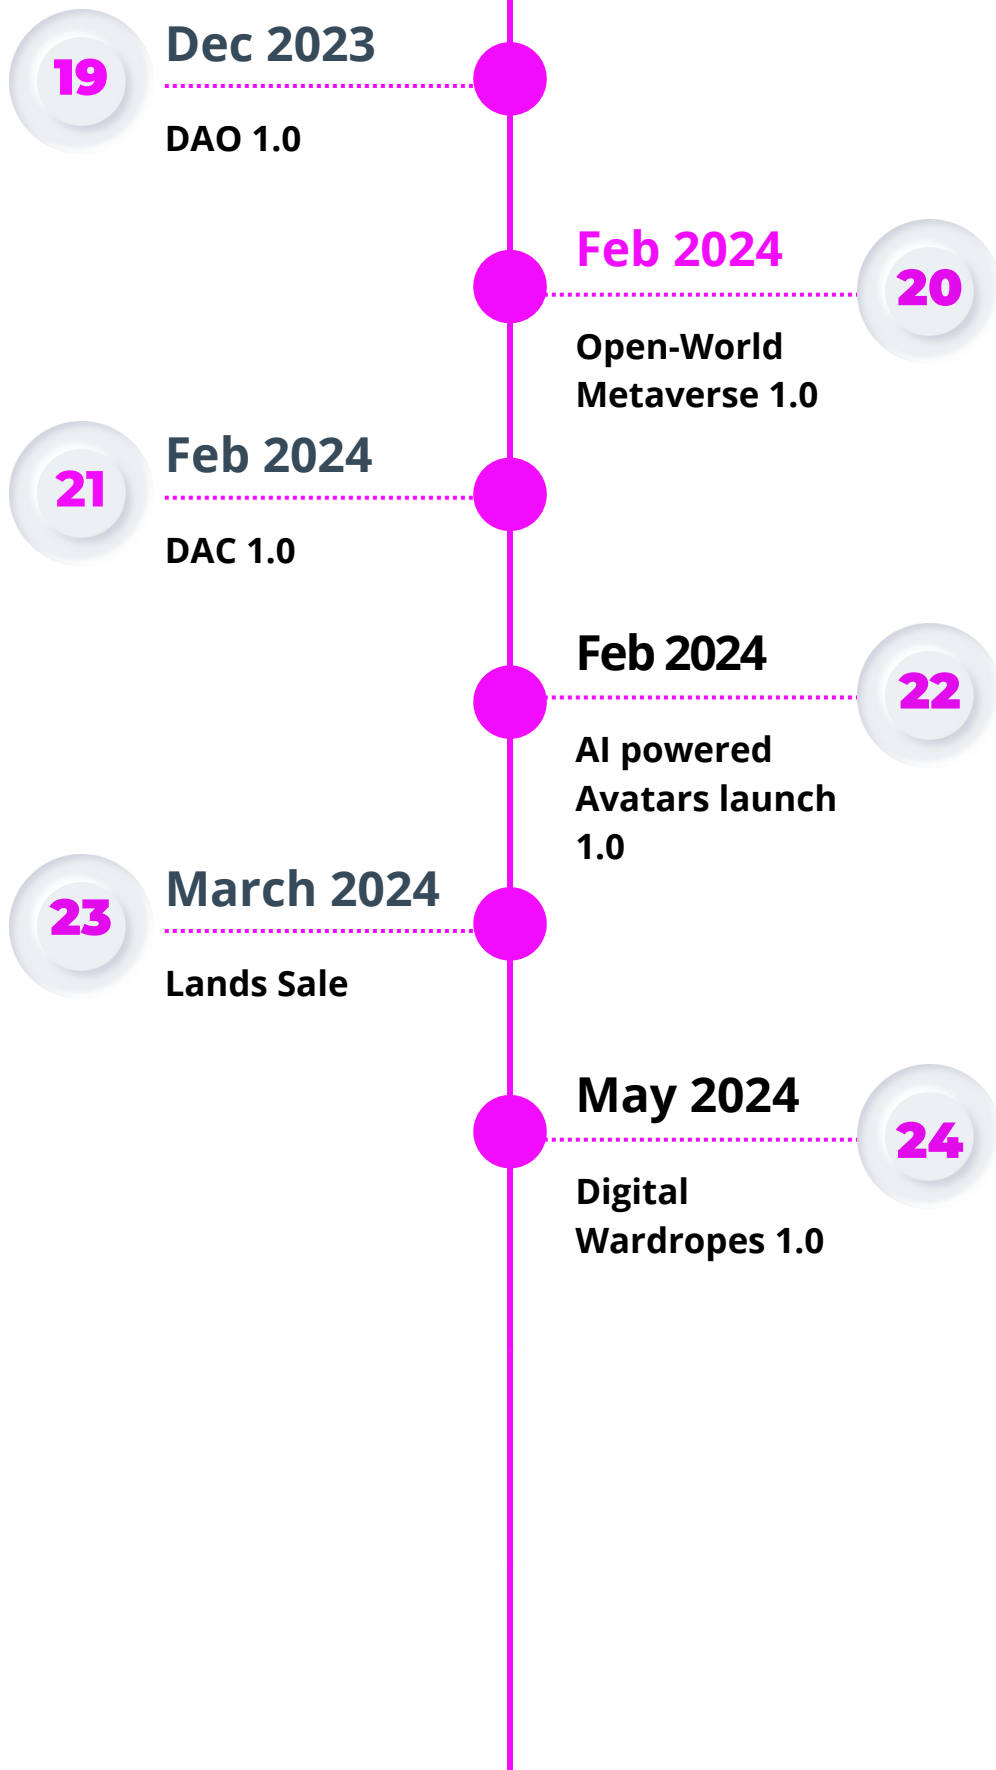 19
Dec 2023
DAO 1.0
Feb 2024
20
Open-World
Metaverse 1.0
21
Feb 2024
DAC 1.0
Feb 2024
22
AI powered
Avatars launch
1.0
23
March 2024
Lands Sale
May 2024
24
Digital
Wardropes 1.0